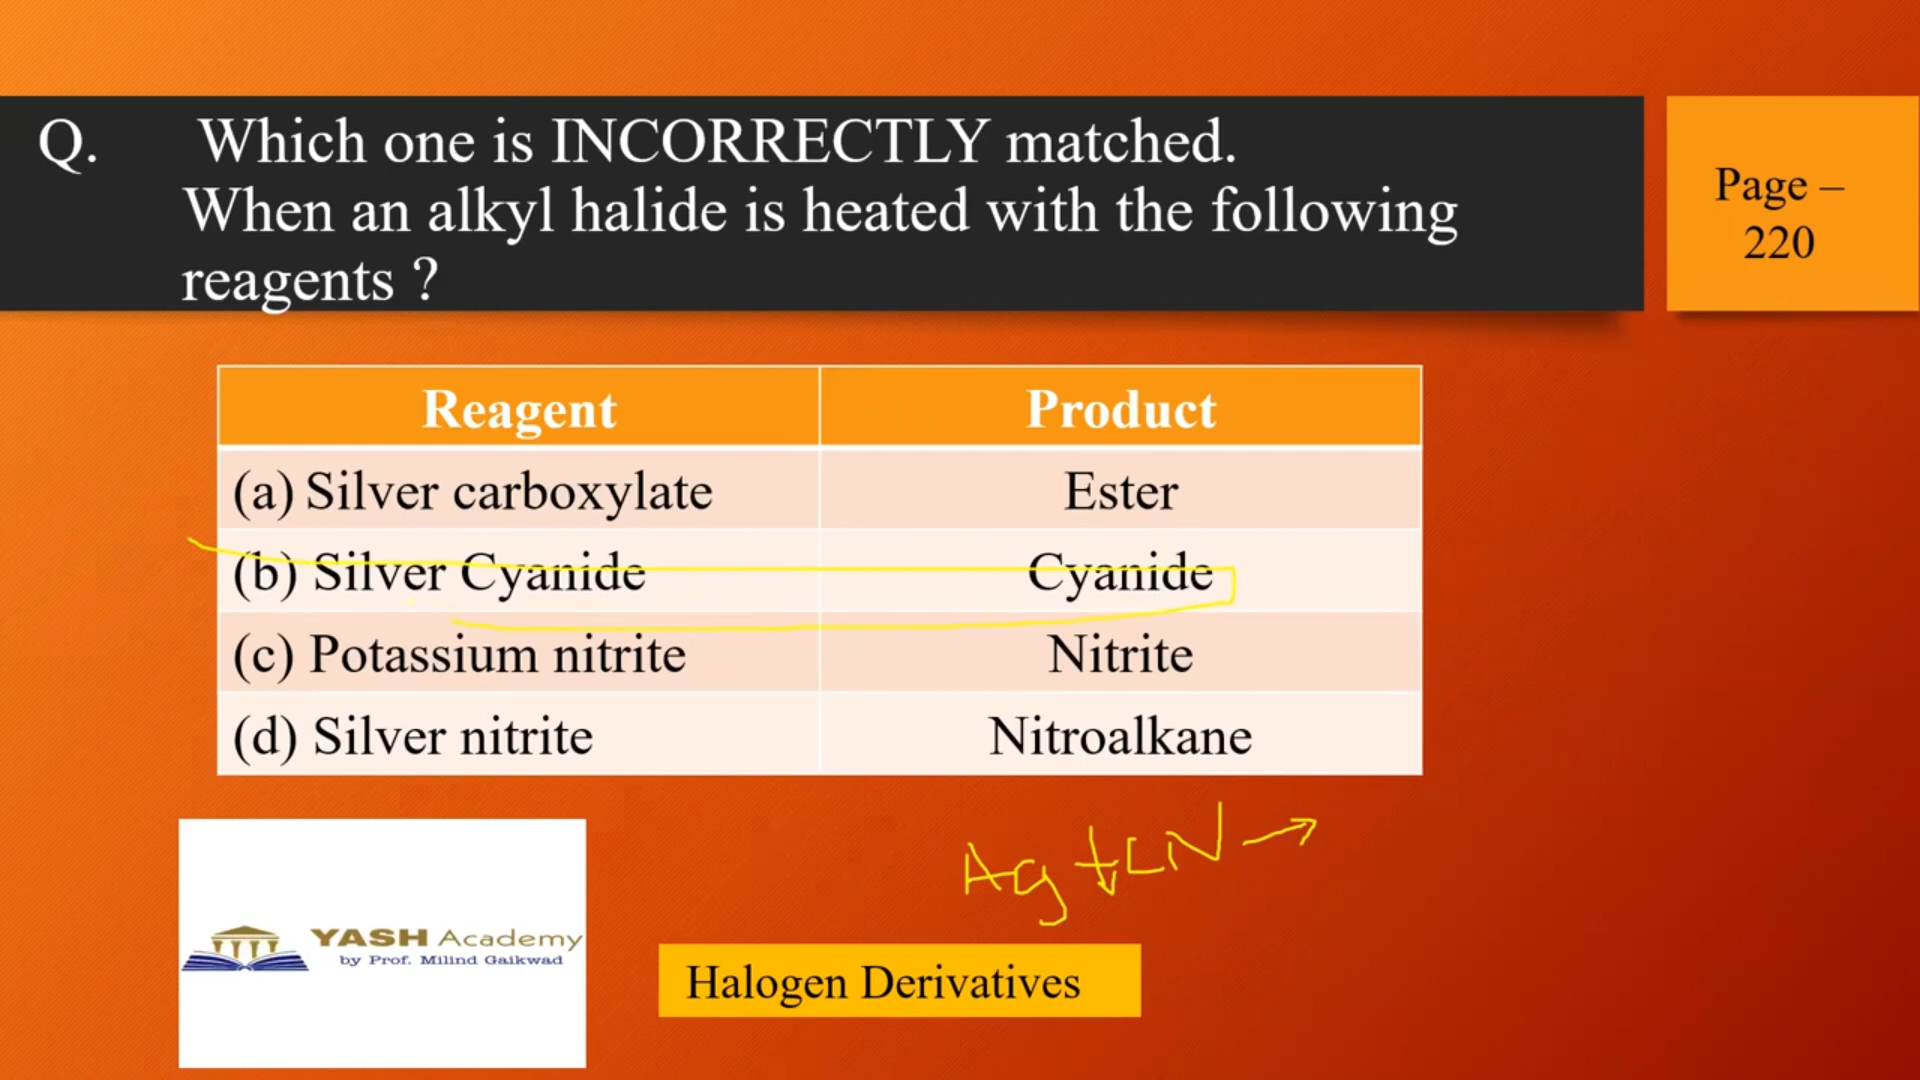 Q. Which one is INCORRECTLY matched.
When an alkyl halide is heated with the following
reagents ?
Page –
220
Reagent Product
(a) Silver carboxylate Ester
(b) Silver Cyanide Cyanide
(c) Potassium nitrite Nitrite
(d) Silver nitrite Nitroalkane
Ag + CN →
YASH Academy
by Prof. Milind Gaikwad
Halogen Derivatives